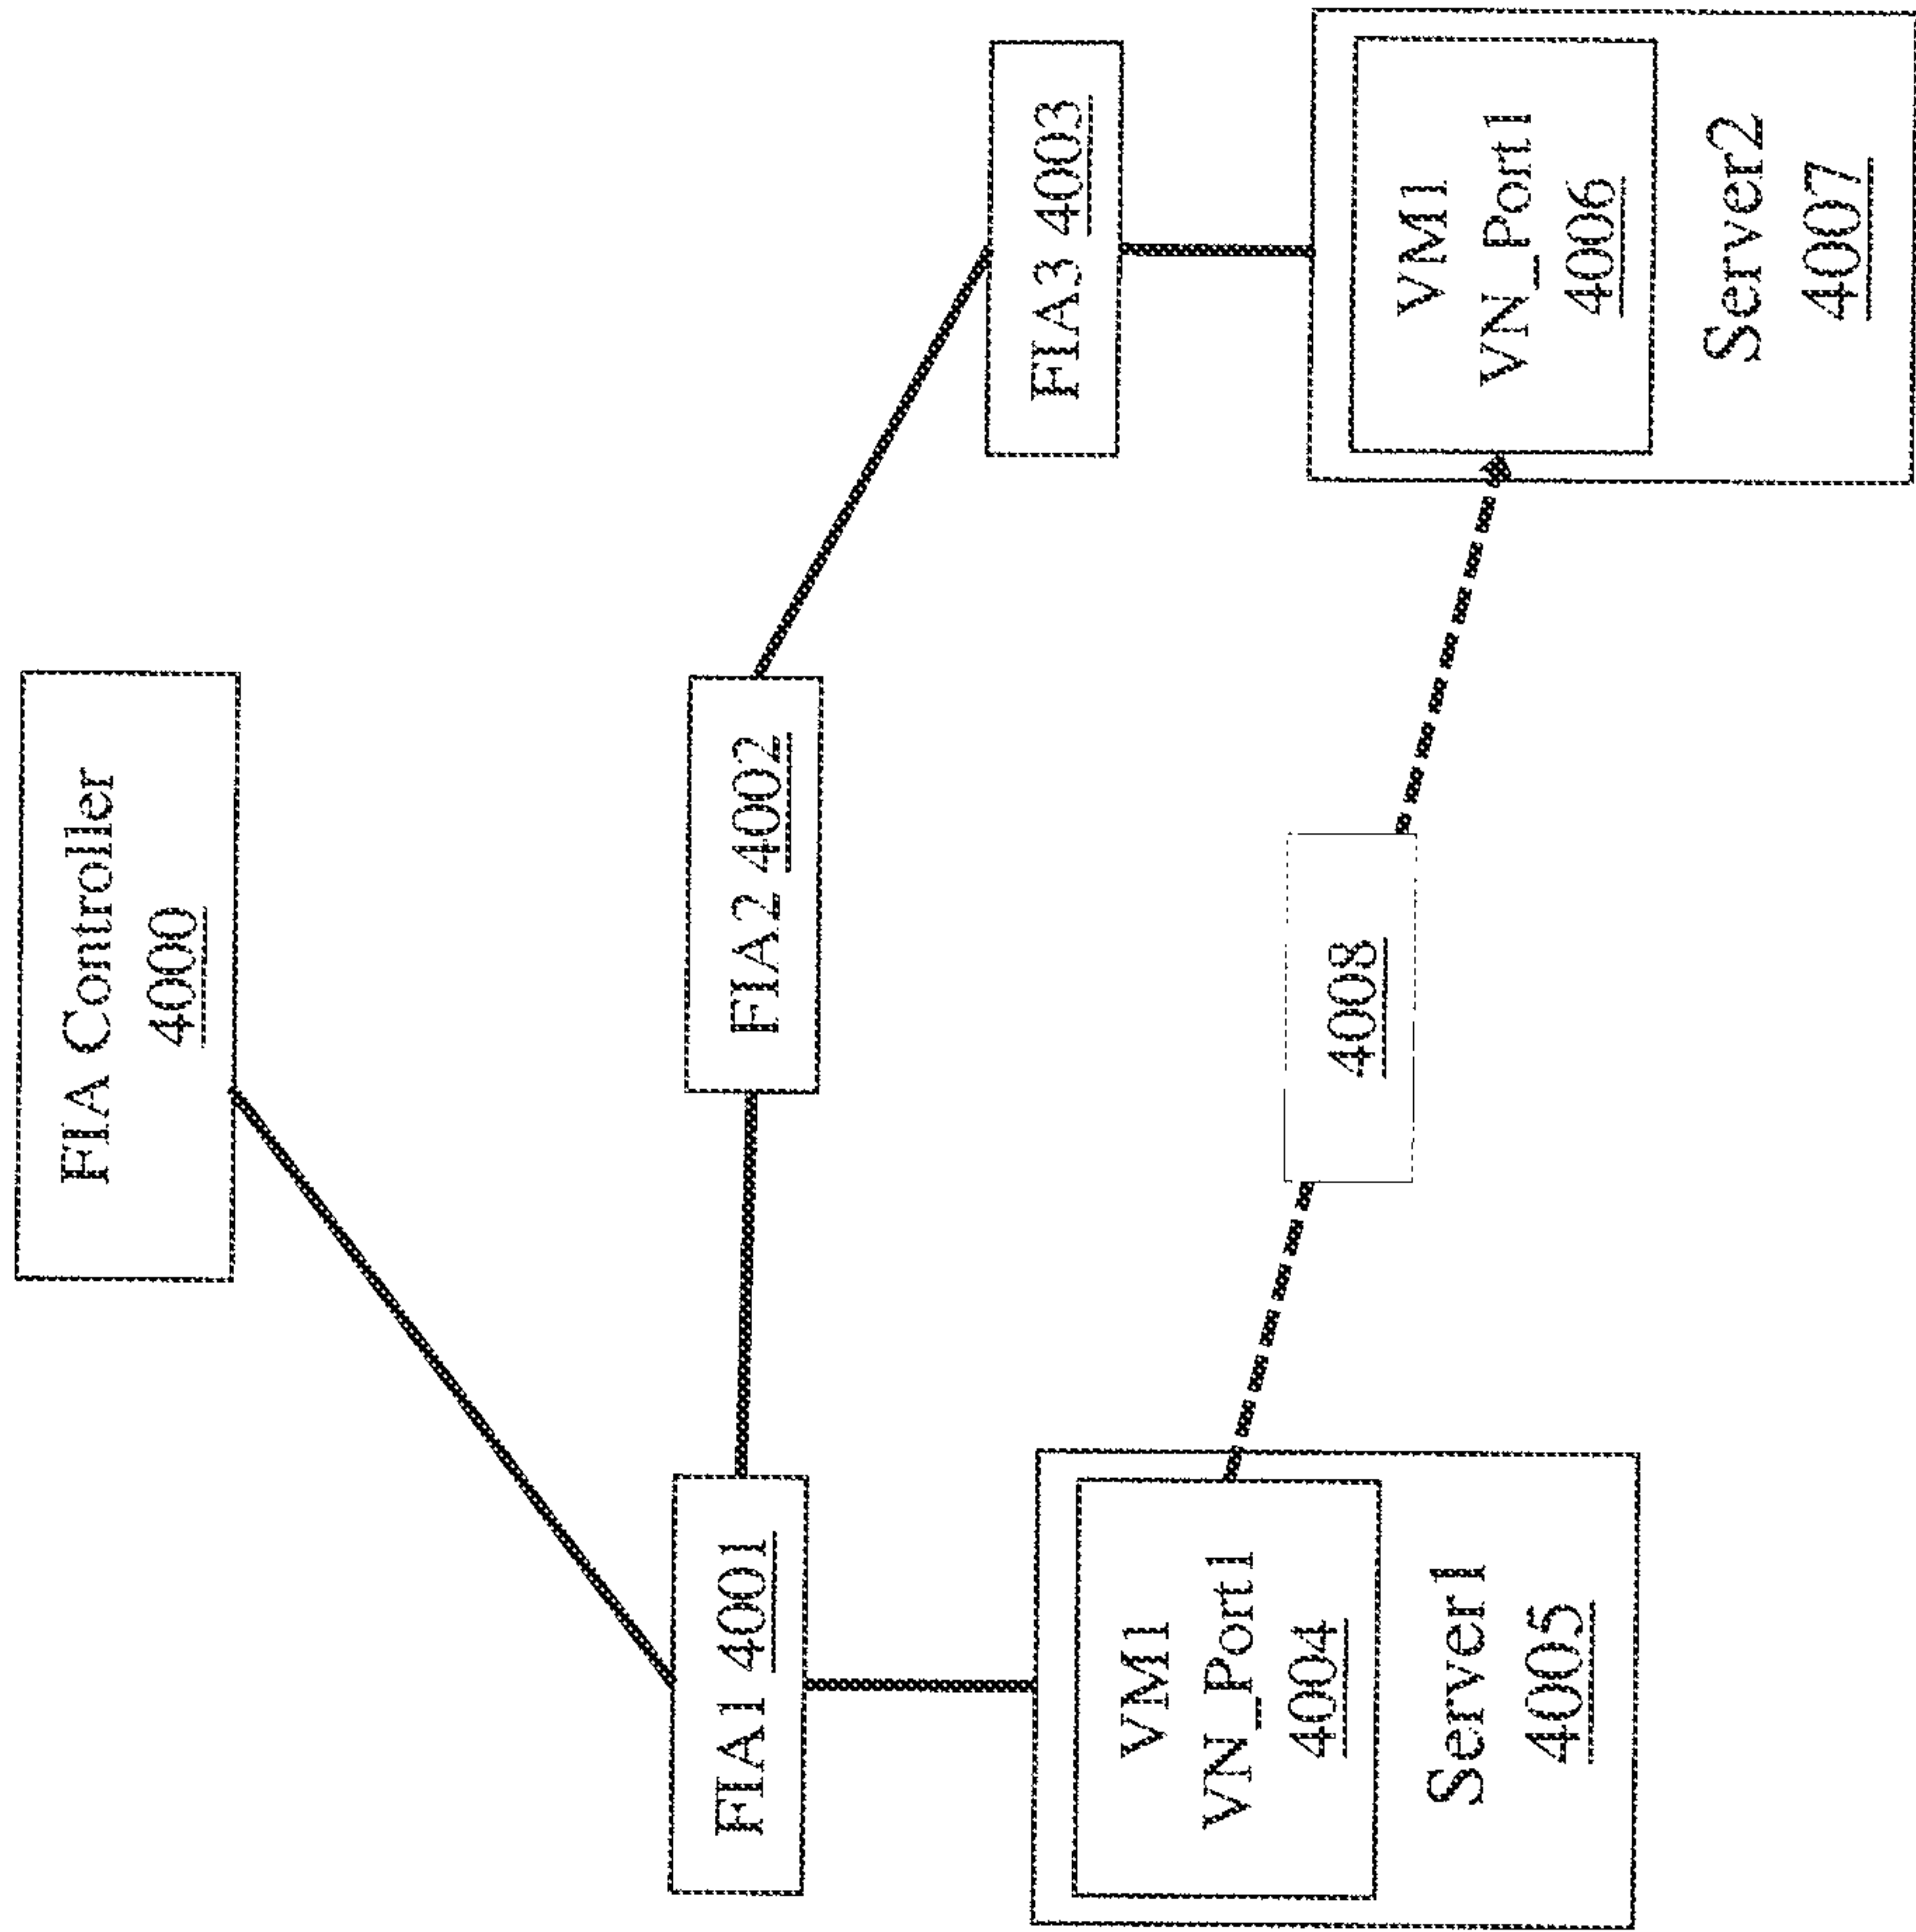 FIA Controller
4000
FIA1 4001
FIA2 4002
FIA3 4003
VM1
VN_Port1
4004
Server1
4005
4008
VM1
VN_Port1
4006
Server2
4007